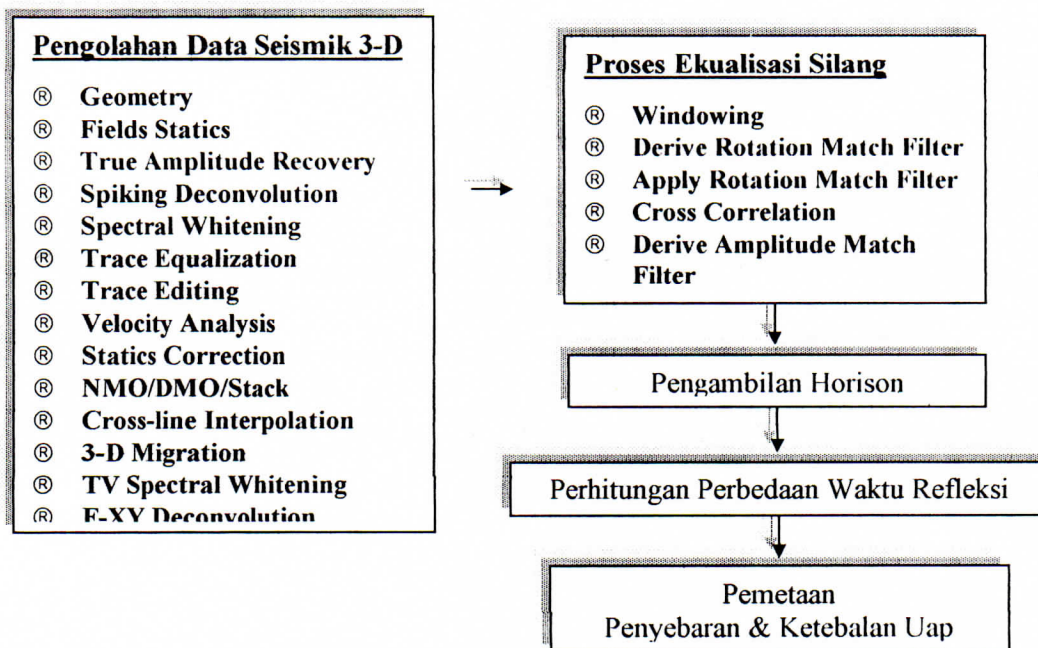 Pengolahan Data Seismik 3-D
® Geometry
® Fields Statics
® True Amplitude Recovery
® Spiking Deconvolution
® Spectral Whitening
® Trace Equalization
® Trace Editing
® Velocity Analysis
® Statics Correction
® NMO/DMO/Stack
® Cross-line Interpolation
® 3-D Migration
® TV Spectral Whitening
® F-XY Deconvolution
Proses Ekualisasi Silang
® Windowing
® Derive Rotation Match Filter
® Apply Rotation Match Filter
® Cross Correlation
® Derive Amplitude Match
Filter
Pengambilan Horison
Perhitungan Perbedaan Waktu Refleksi
Pemetaan
Penyebaran & Ketebalan Uap